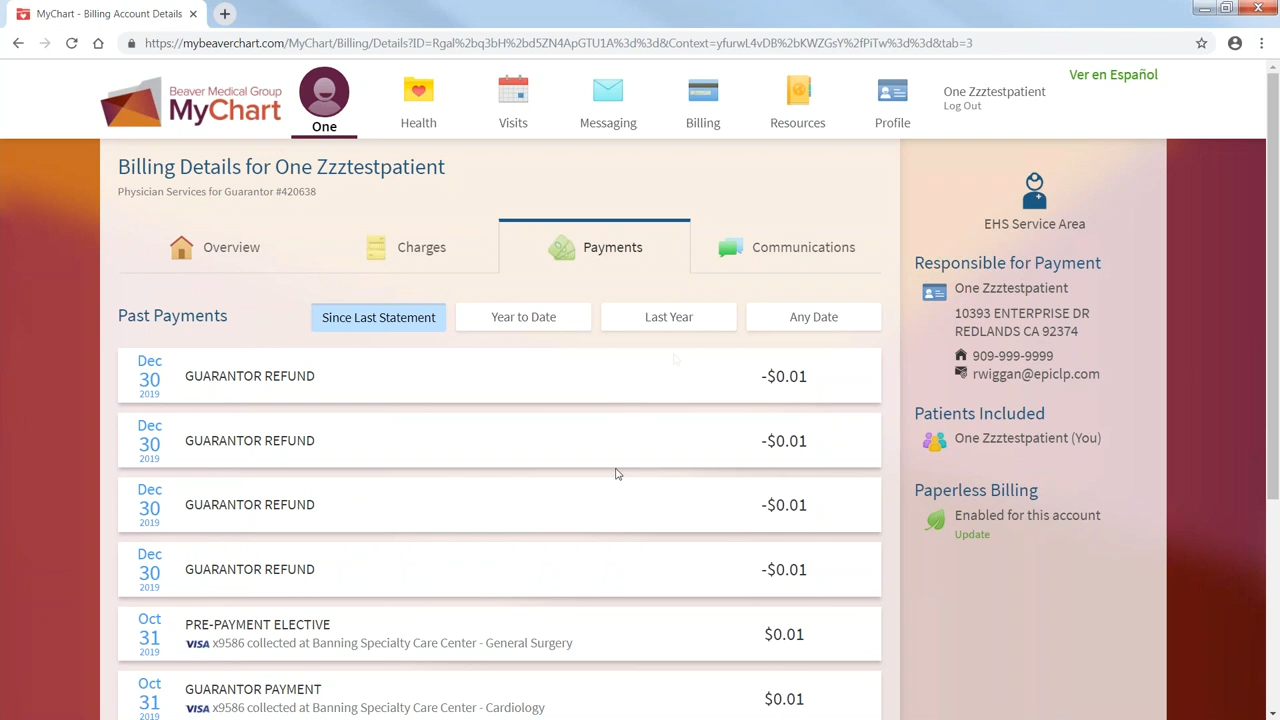 MyChart - Billing Account Details
https://mybeaverchart.com/MyChart/Billing/Details?ID=Rgal%2bq3bH%2bd5ZN4ApGTU1A%3d%3d&Context=yfurwL4vDB%2bKWZGsY%2fPiTw%3d%3d&tab=3
Ver en Español
Beaver Medical Group
MyChart
One
Health
Visits
Messaging
Billing
Resources
Profile
One Zzztestpatient
Log Out
Billing Details for One Zzztestpatient
Physician Services for Guarantor #420638
Overview
Charges
Payments
Communications
Past Payments
Since Last Statement
Year to Date
Last Year
Any Date
Dec
30
2019
GUARANTOR REFUND
-$0.01
Dec
30
2019
GUARANTOR REFUND
-$0.01
Dec
30
2019
GUARANTOR REFUND
-$0.01
Dec
30
2019
GUARANTOR REFUND
-$0.01
Oct
31
2019
PRE-PAYMENT ELECTIVE
VISA x9586 collected at Banning Specialty Care Center - General Surgery
$0.01
Oct
31
2019
GUARANTOR PAYMENT
VISA x9586 collected at Banning Specialty Care Center - Cardiology
$0.01
EHS Service Area
Responsible for Payment
One Zzztestpatient
10393 ENTERPRISE DR
REDLANDS CA 92374
909-999-9999
rwiggan@epiclp.com
Patients Included
One Zzztestpatient (You)
Paperless Billing
Enabled for this account
Update